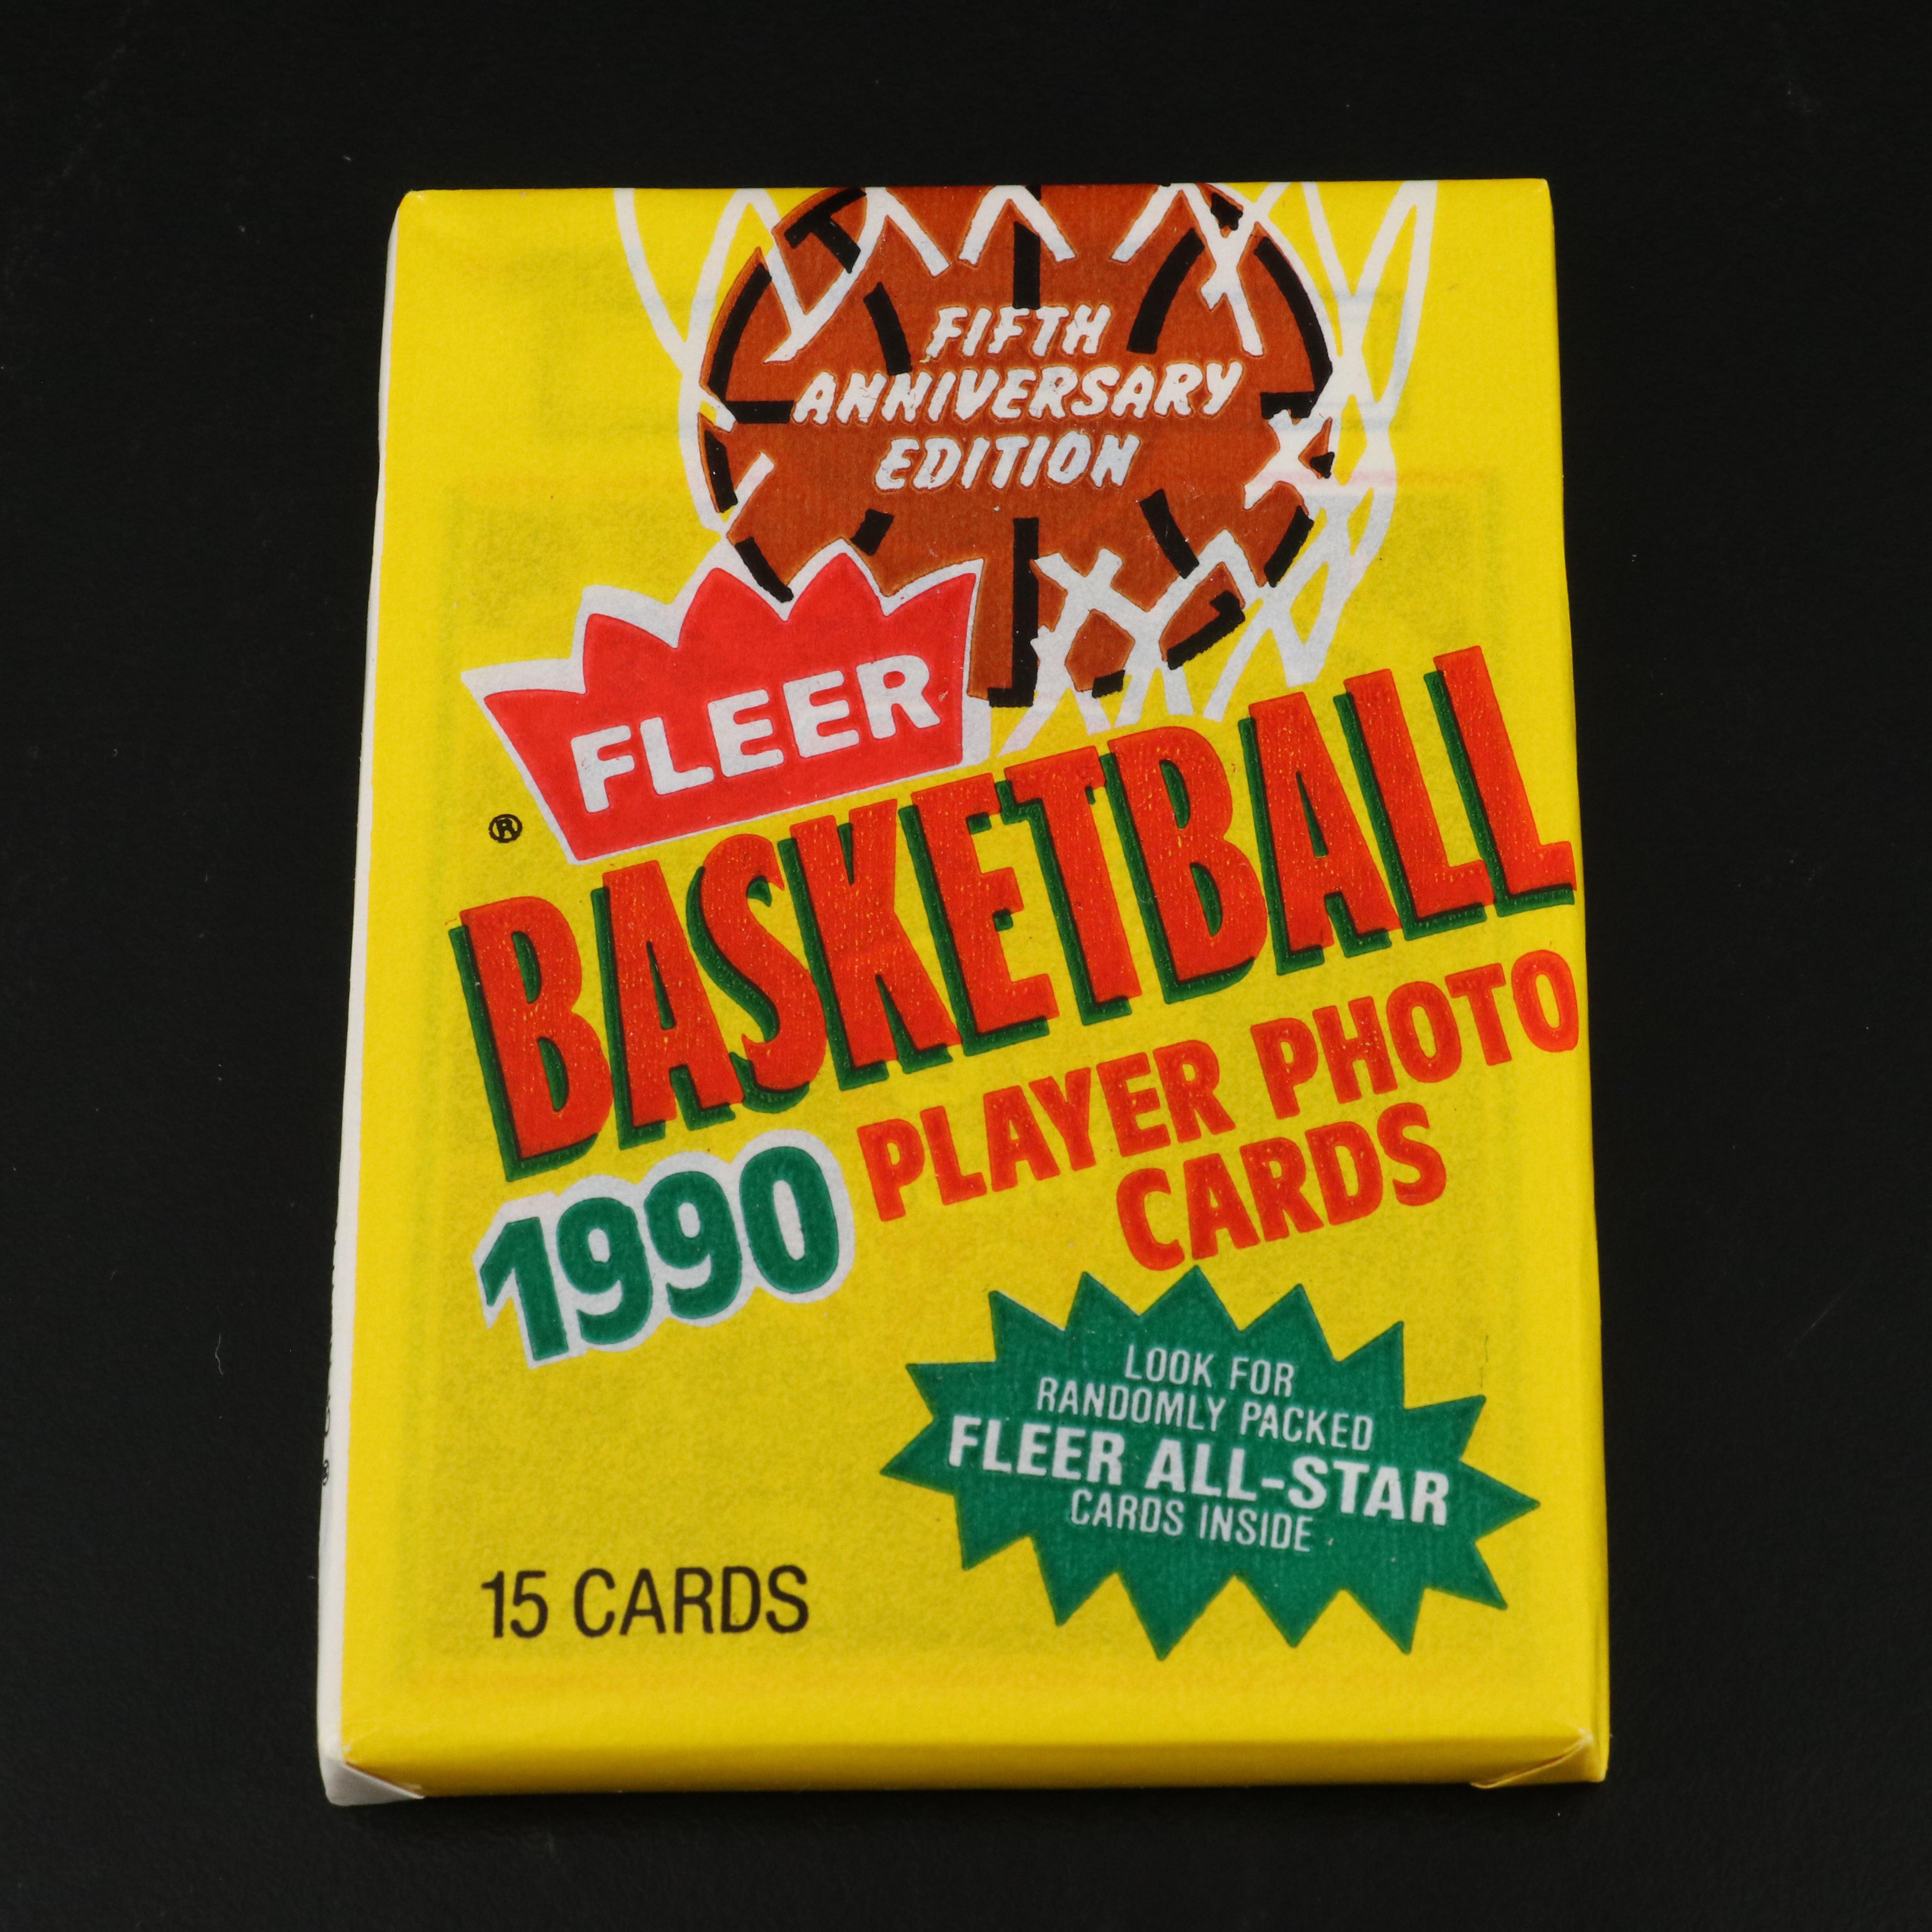 FIFTH
ANNIVERSARY
EDITION
FLEER
®
BASKETBALL
1990 PLAYER PHOTO
CARDS
LOOK FOR
RANDOMLY PACKED
FLEER ALL-STAR
CARDS INSIDE
15 CARDS